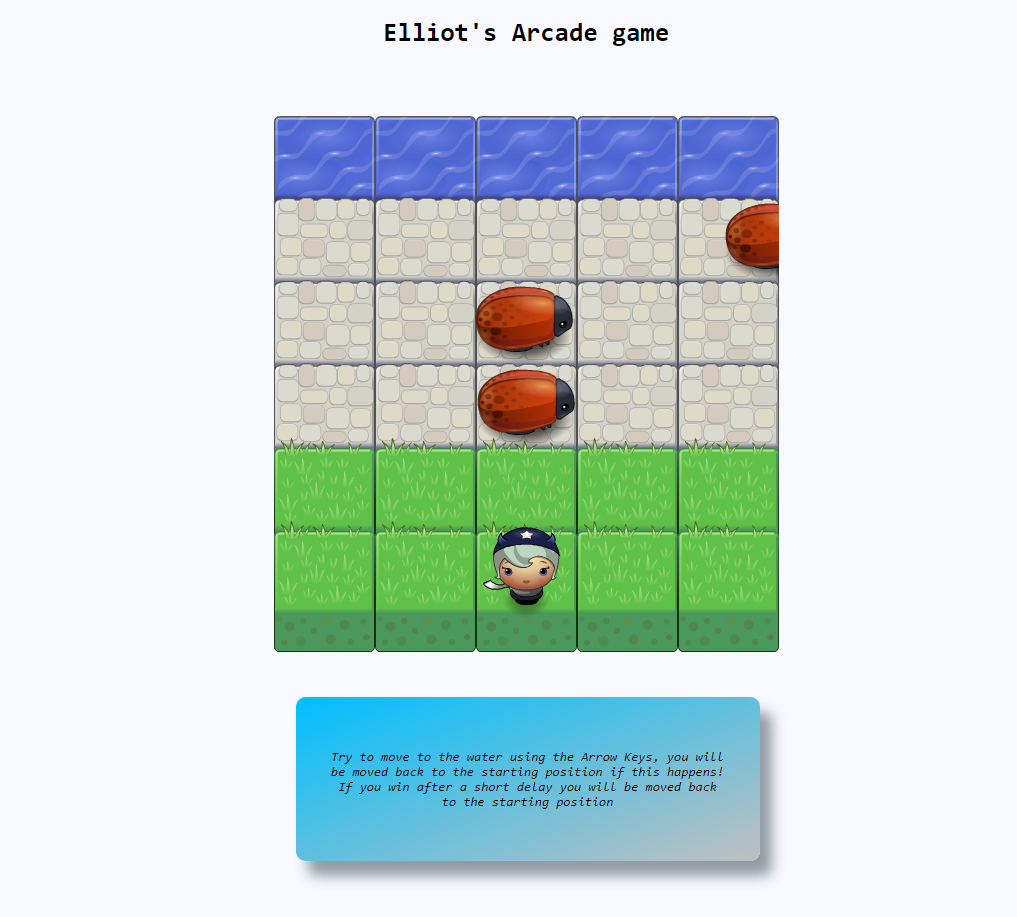 Elliot's Arcade game
Try to move to the water using the Arrow Keys, you will
be moved back to the starting position if this happens!
If you win after a short delay you will be moved back
to the starting position